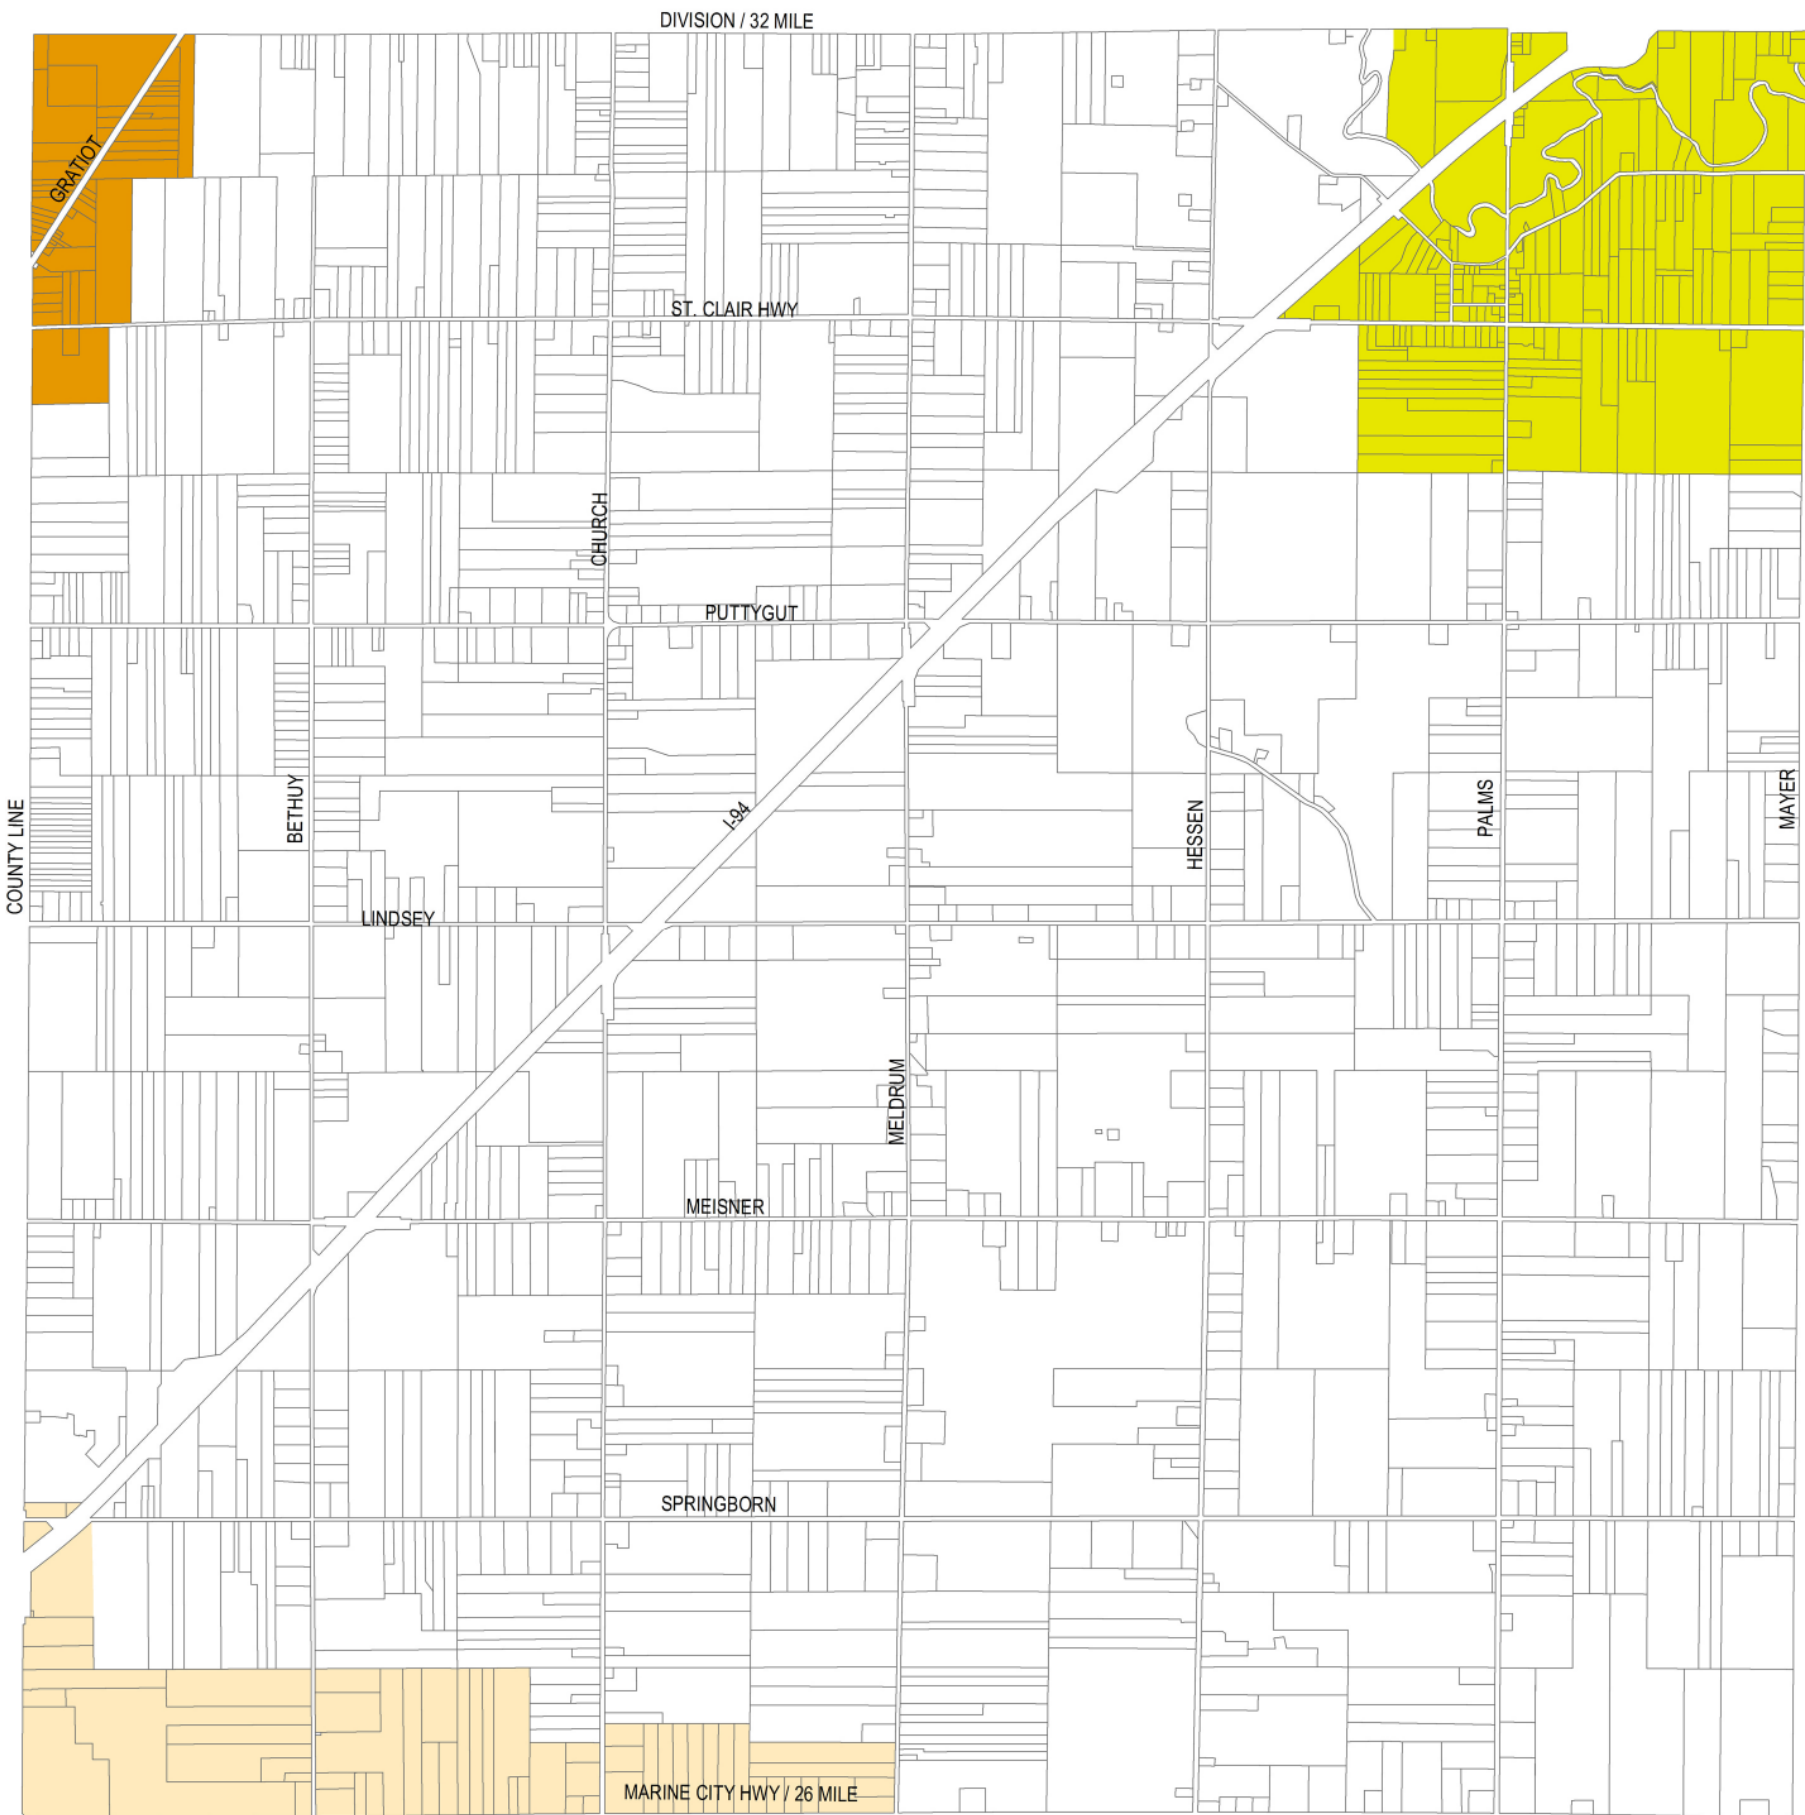 DIVISION / 32 MILE
GRATIOT
ST. CLAIR HWY
CHURCH
PUTTYGUT
COUNTY LINE
BETHUY
I-94
HESSEN
PALMS
MAYER
LINDSEY
MELDRUM
MEISNER
SPRINGBORN
MARINE CITY HWY / 26 MILE